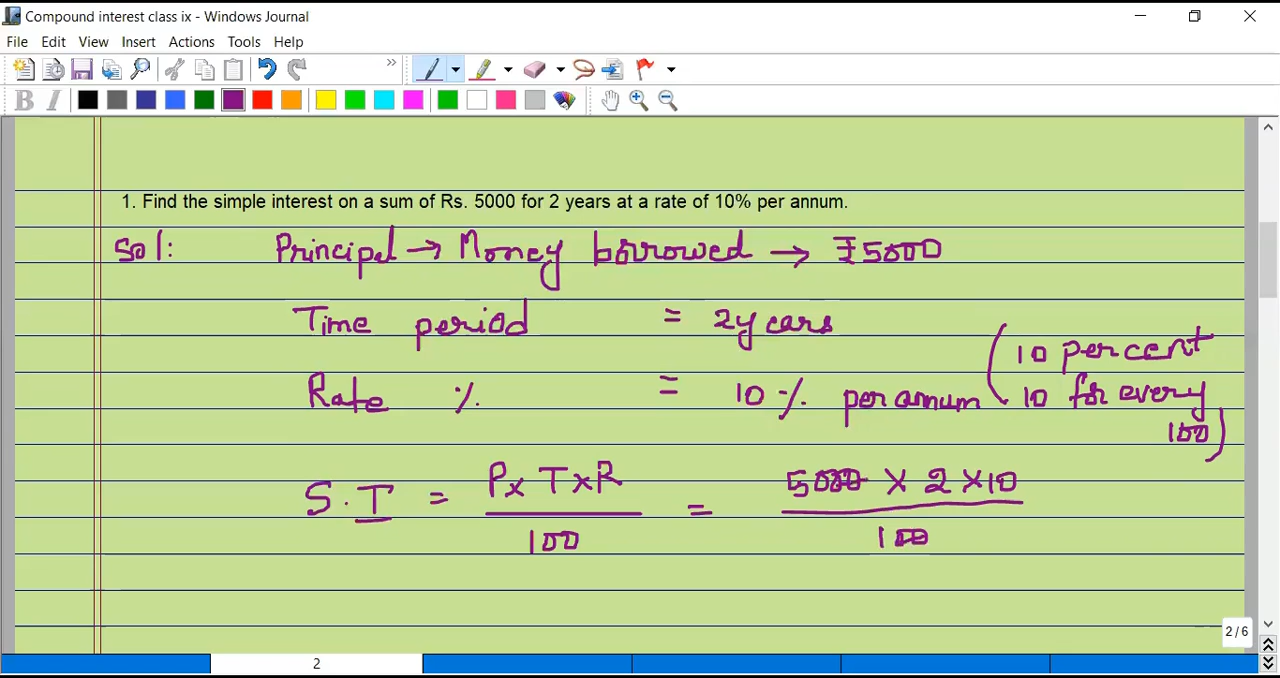 Compound interest class ix - Windows Journal
File Edit View Insert Actions Tools Help
B I
1. Find the simple interest on a sum of Rs. 5000 for 2 years at a rate of 10% per annum.
Sol: Principal → Money borrowed → ₹5000
Time period = 2years
(10 percent
Rate % = 10% per annum 10 for every
100)
S.I = PxTxR = 5000 x 2 x 10
100 100
2/6
2